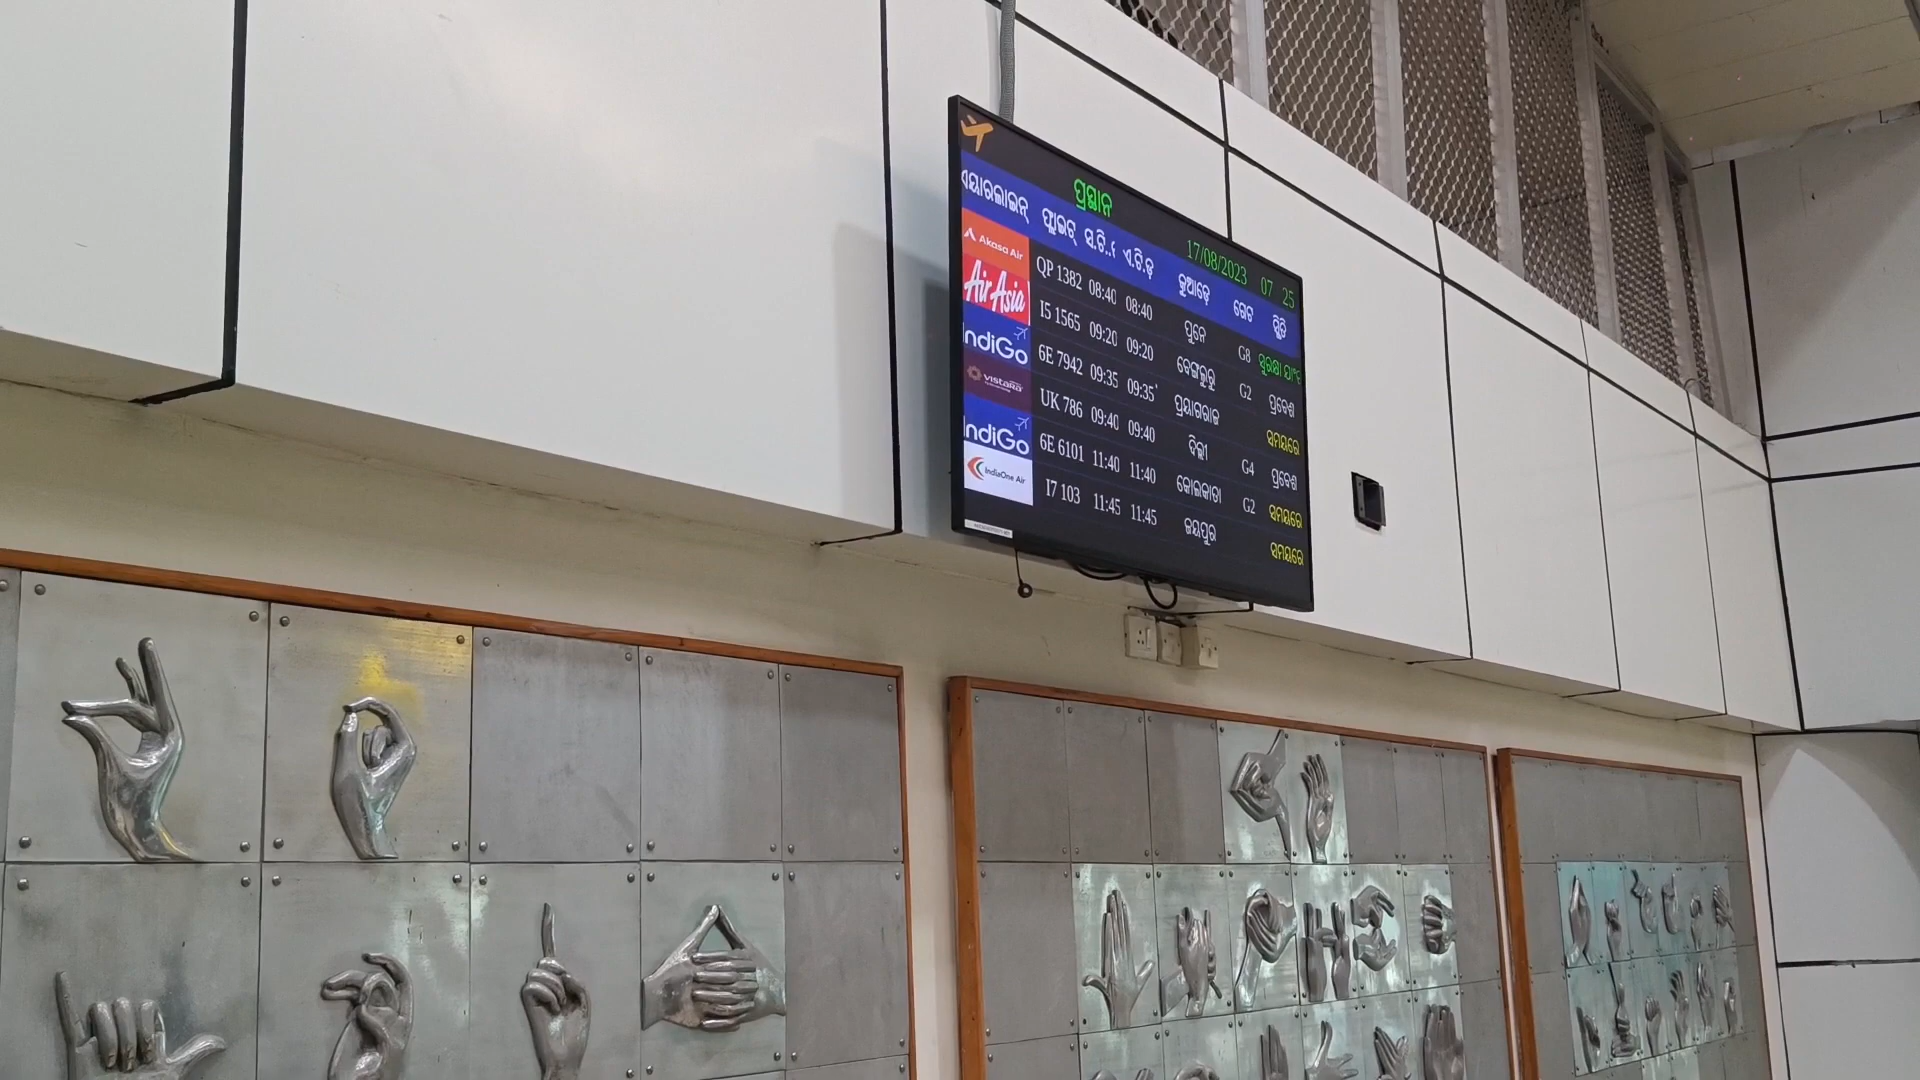 ପ୍ରସ୍ଥାନ
17/08/2023 07 25
ଏୟାରଲାଇନ୍ ଫ୍ଲାଇଟ୍ ସ.ଟି.. ଏ.ଟି.ଡ଼ କୁଆଡ଼େ ଗେଟ ସ୍ଥିତି
Akasa Air QP 1382 08:40 08:40 ପୁନେ G8 ସୁରକ୍ଷା ଯାଂଚ
AirAsia I5 1565 09:20 09:20 ବେଙ୍ଗଲୁରୁ G2 ପ୍ରବେଶ
IndiGo 6E 7942 09:35 09:35 ପ୍ରୟାଗରାଜ ସମୟରେ
VISTARA UK 786 09:40 09:40 ଦିଲ୍ଲୀ G4 ପ୍ରବେଶ
IndiGo 6E 6101 11:40 11:40 କୋଲକାତା G2 ସମୟରେ
IndiaOne Air I7 103 11:45 11:45 ଜୟପୁର ସମୟରେ